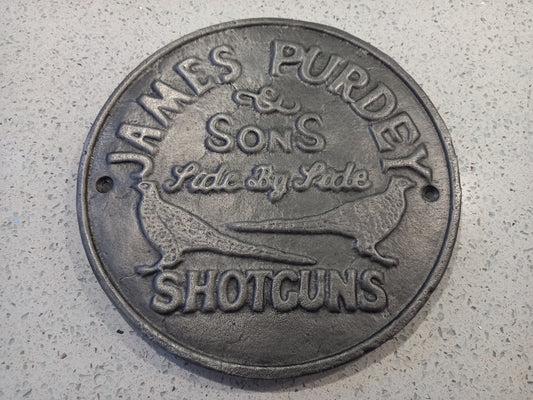 JAMES PURDEY
&
SONS
Side By Side
SHOTGUNS